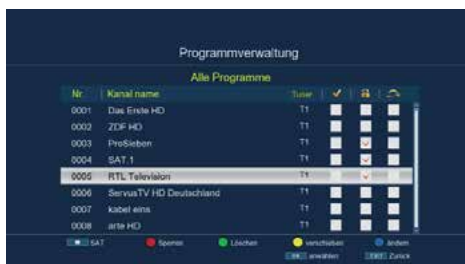 Programmverwaltung
Alle Programme
Nr. Kanal name Tuner
0001 Das Erste HD T1
0002 ZDF HD T1
0003 ProSieben T1
0004 SAT.1 T1
0005 RTL Television T1
0006 ServusTV HD Deutschland T1
0007 kabel eins T1
0008 arte HD T1
SAT Sperren Löschen verschieben ändern
OK anwählen EXIT Zurück